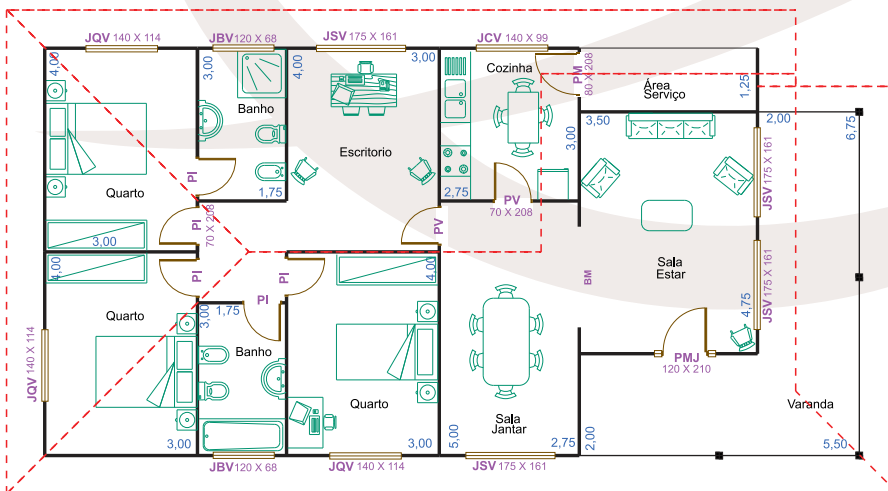 JQV 140 X 114
JBV 120 X 68
JSV 175 X 161
JCV 140 X 99
4,00
3,00
4,00
3,00
Cozinha
PM
80 X 208
Área
Serviço
1,25
Banho
3,50
2,00
6,75
Escritorio
3,00
Quarto
PI
1,75
2,75
PV
70 X 208
JSV 175 X 161
PI
70 X 208
PV
3,00
Sala
Estar
BM
4,00
PI
PI
PI
4,00
JSV 175 X 161
4,75
Quarto
3,00
1,75
Banho
PMJ
120 X 210
JQV 140 X 114
Quarto
Sala
Jantar
Varanda
3,00
3,00
5,00
2,75
2,00
5,50
JBV 120 X 68
JQV 140 X 114
JSV 175 X 161